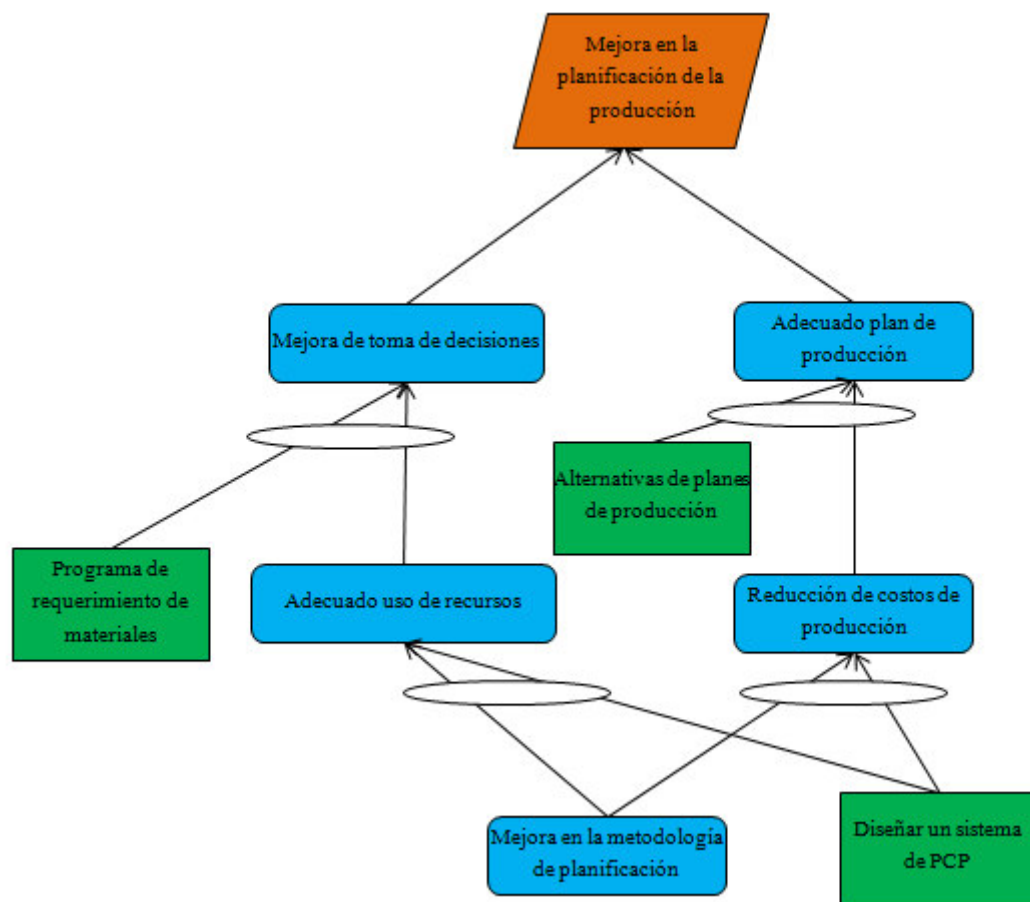 Mejora en la
planificación de la
producción
Mejora de toma de decisiones
Adecuado plan de
producción
Alternativas de planes
de producción
Programa de
requerimiento de
materiales
Adecuado uso de recursos
Reducción de costos de
producción
Mejora en la metodología
de planificación
Diseñar un sistema
de PCP